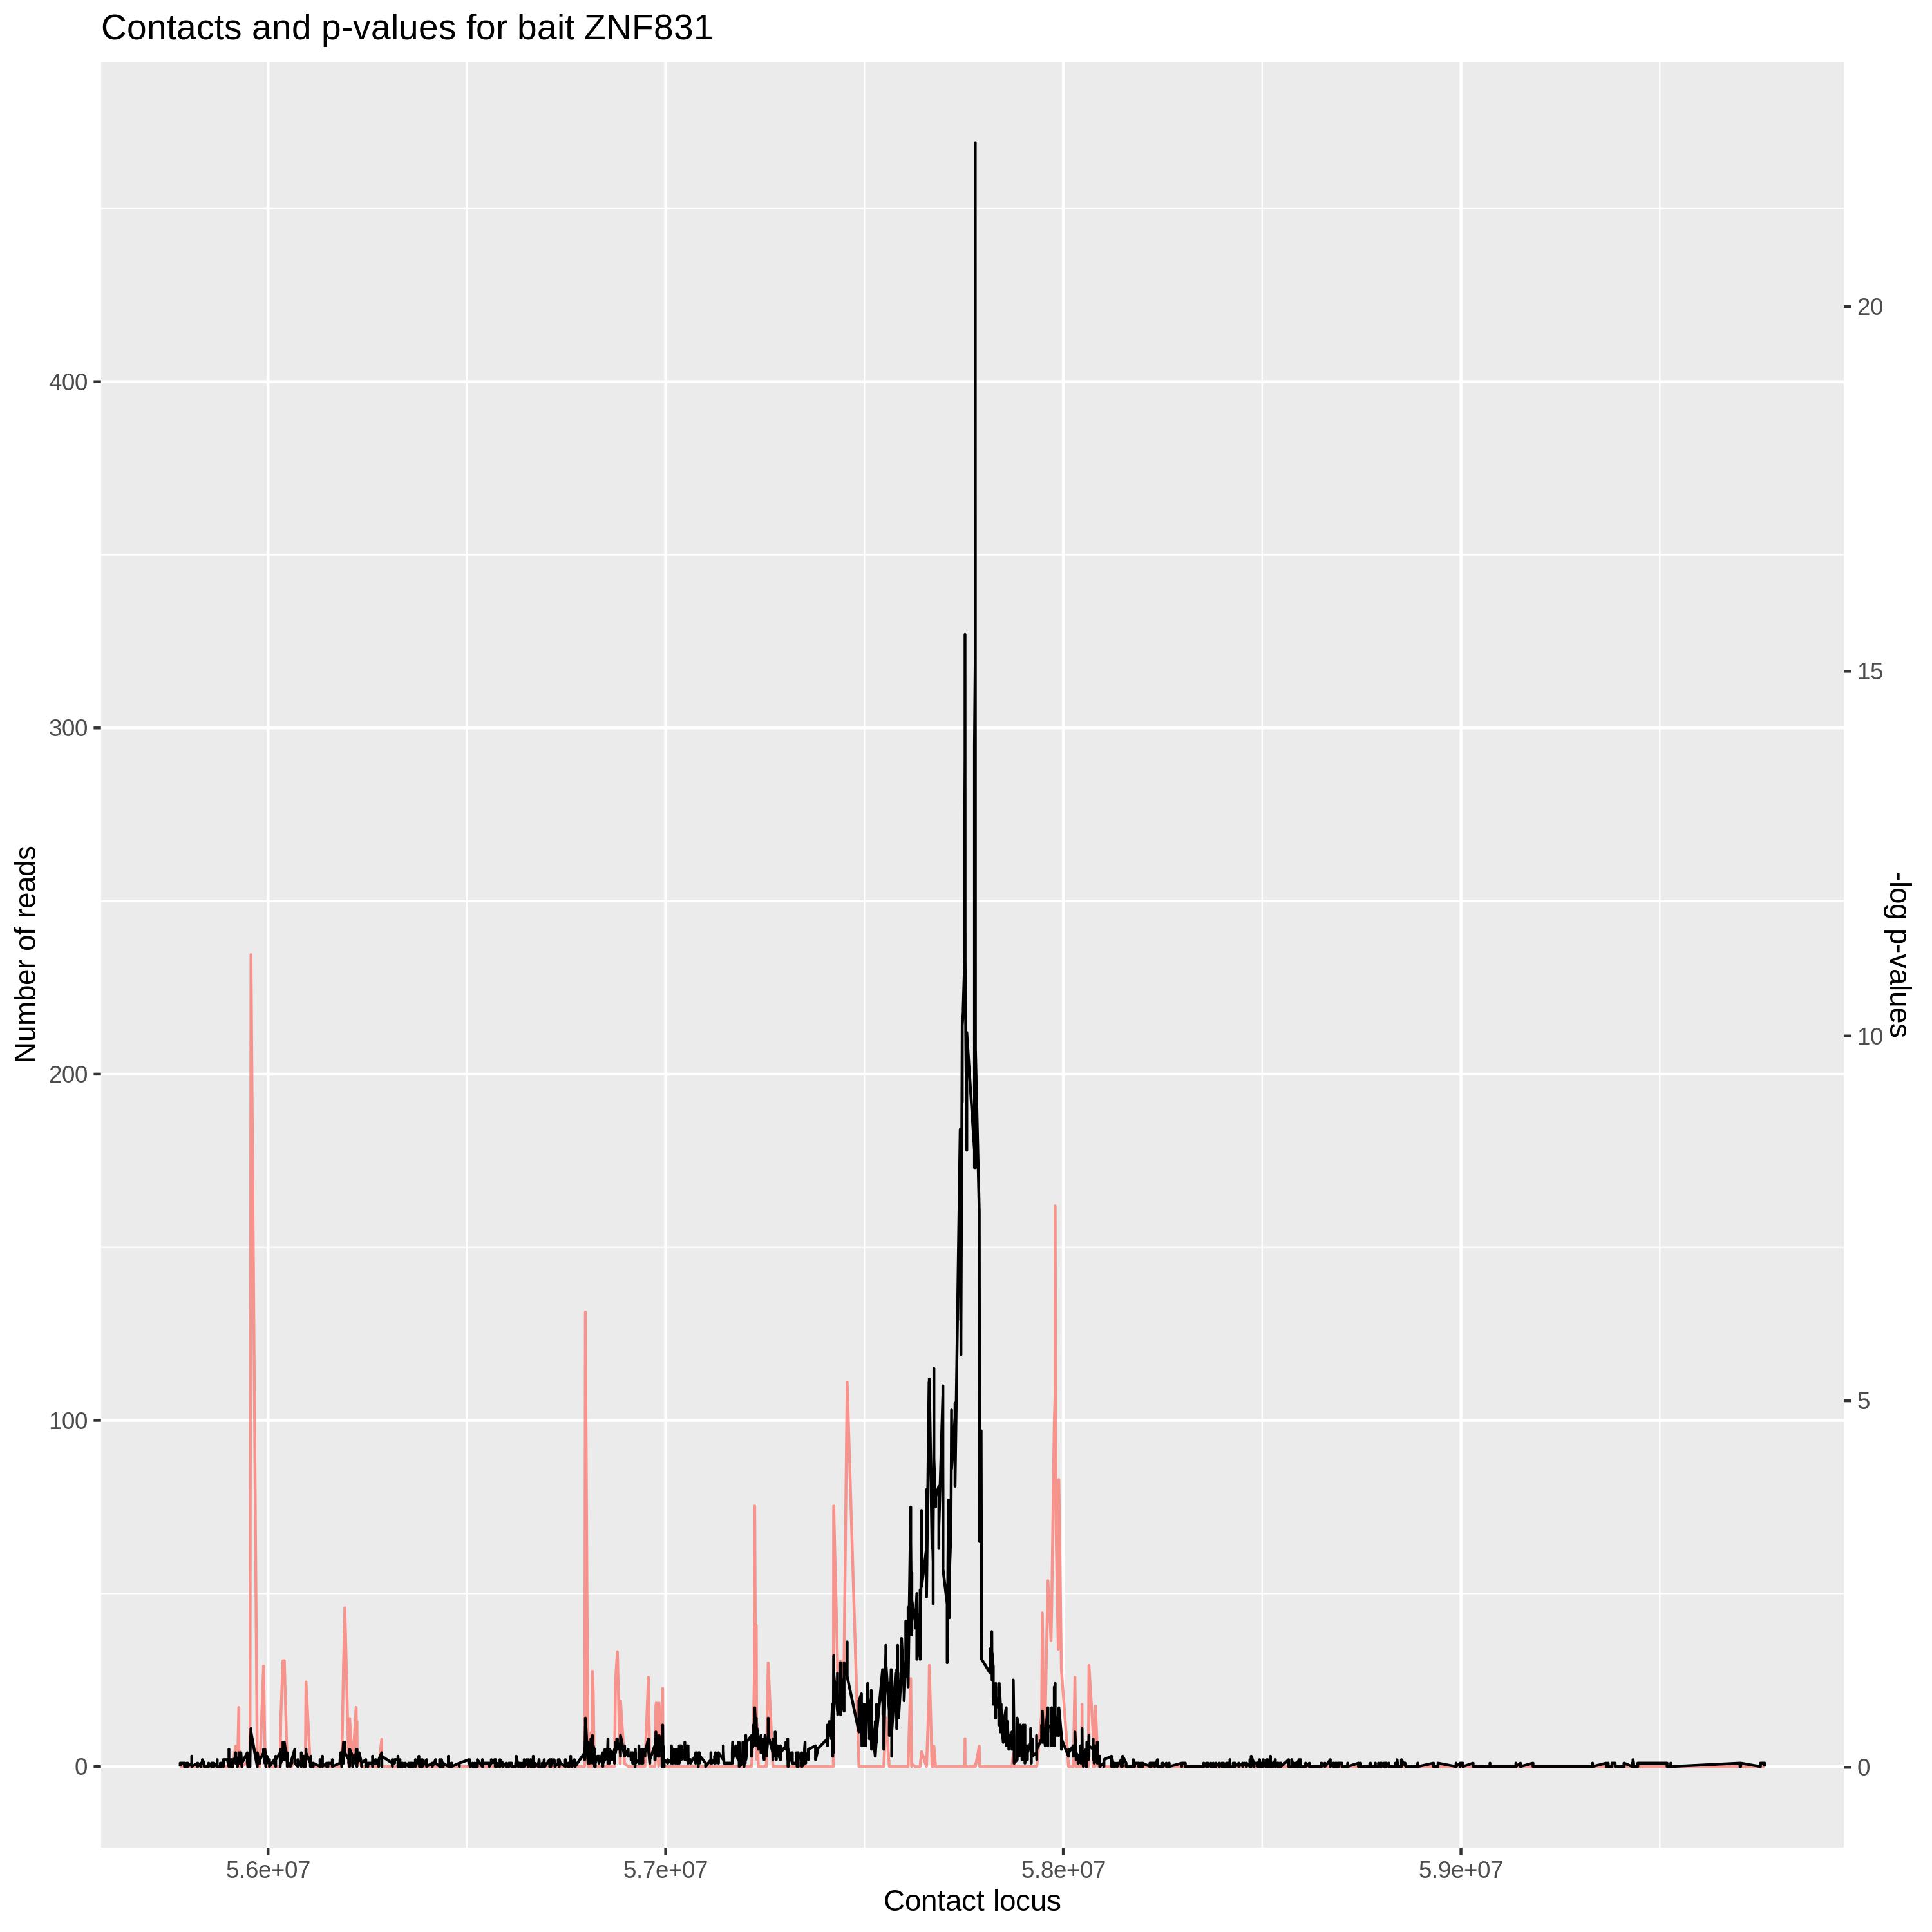 Contacts and p-values for bait ZNF831
Number of reads
400
300
200
100
0
20
15
10
5
0
-log p-values
5.6e+07 5.7e+07 5.8e+07 5.9e+07
Contact locus